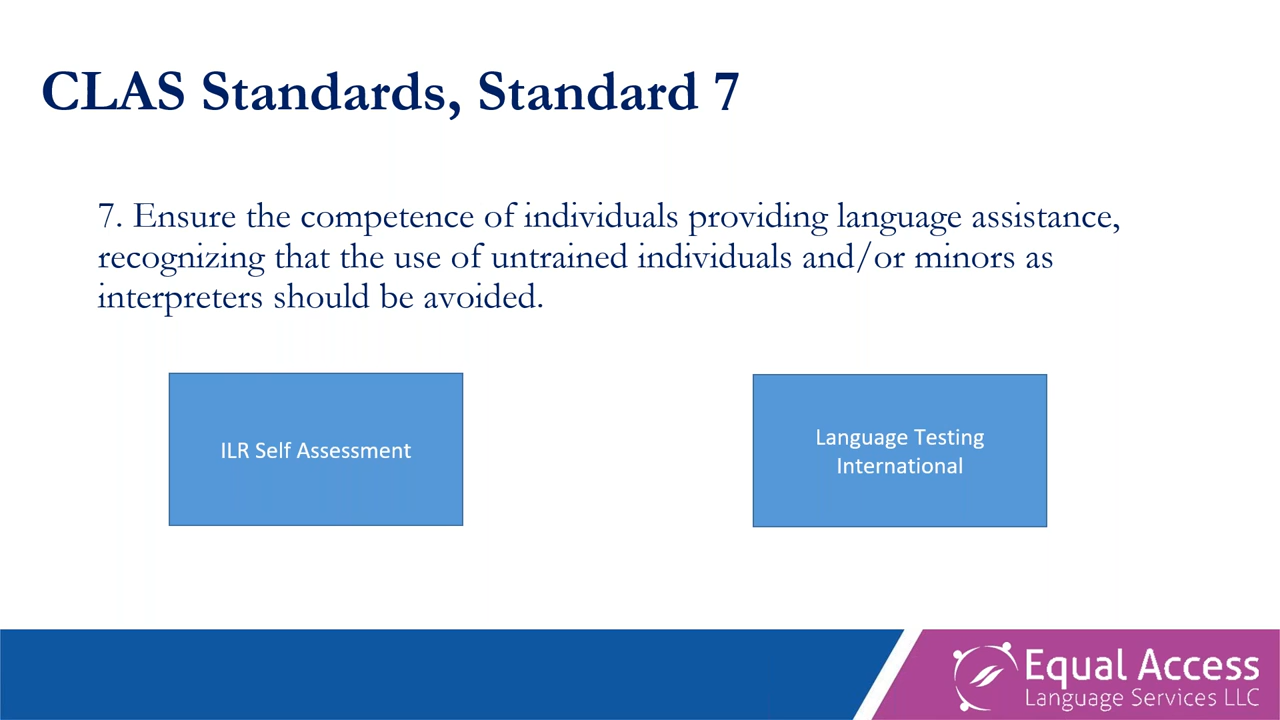 CLAS Standards, Standard 7
7. Ensure the competence of individuals providing language assistance,
recognizing that the use of untrained individuals and/or minors as
interpreters should be avoided.
ILR Self Assessment
Language Testing
International
Equal Access
Language Services LLC